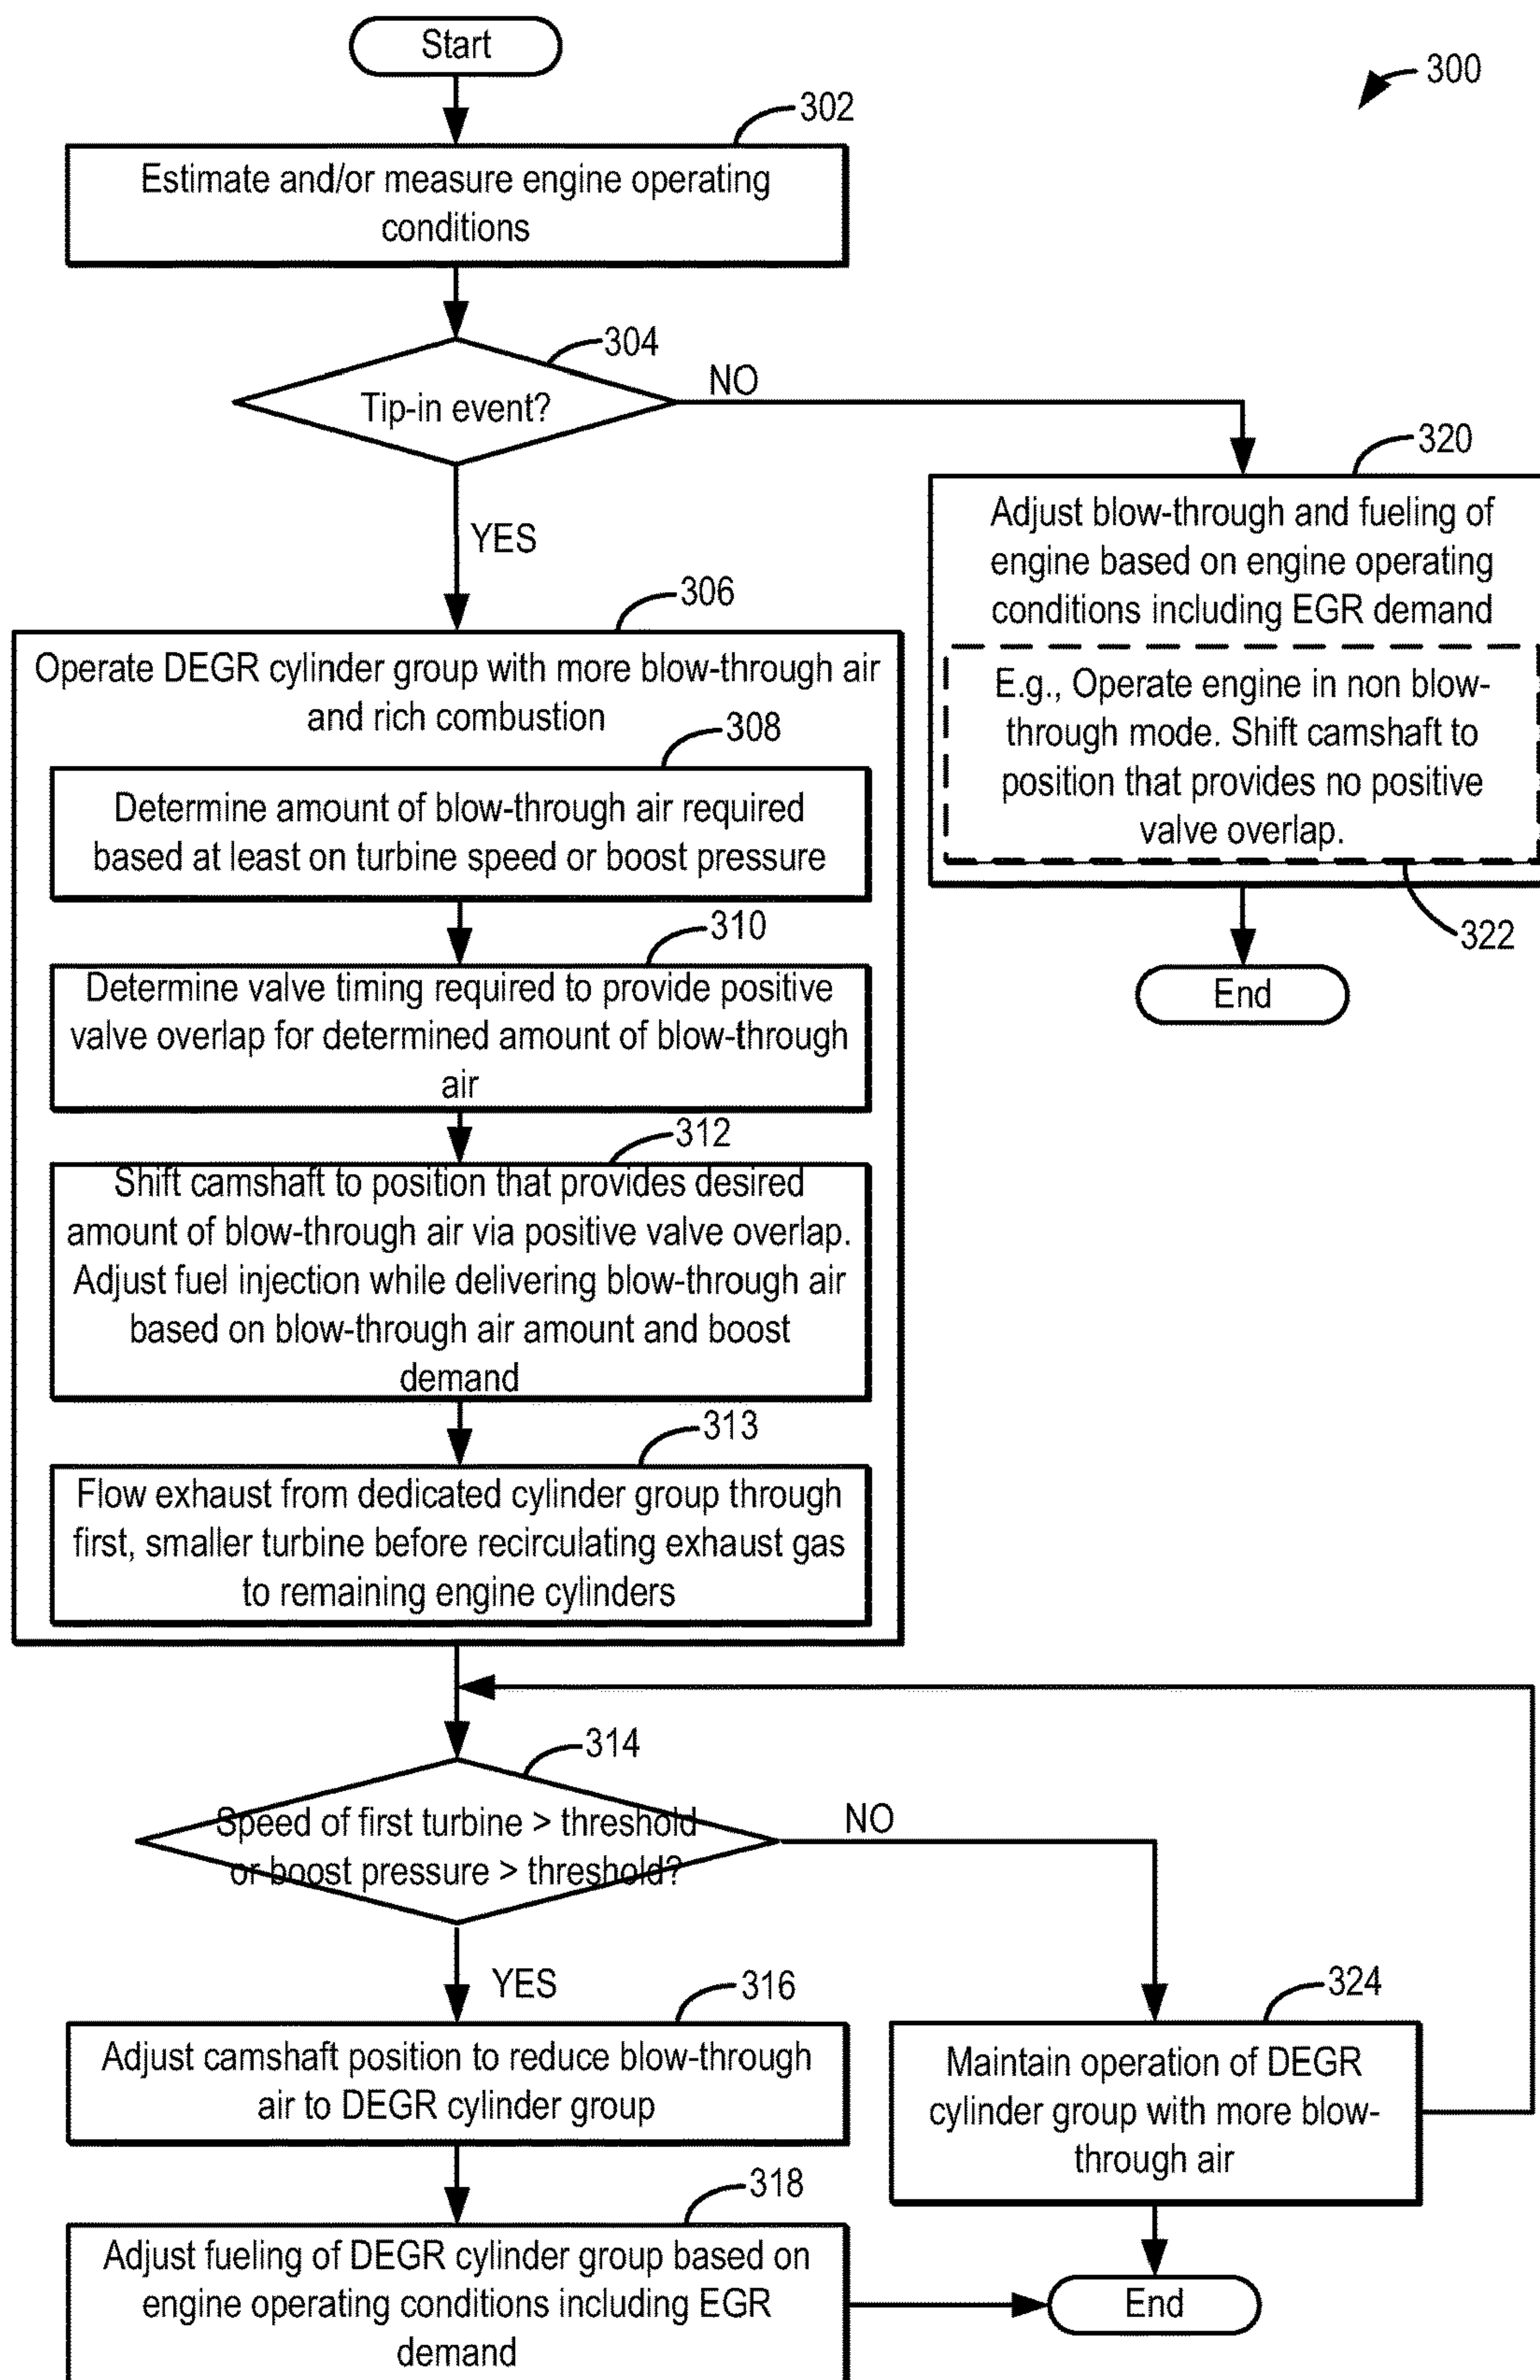 Start
300
302
Estimate and/or measure engine operating
conditions
304
Tip-in event?
NO
YES
320
Adjust blow-through and fueling of
engine based on engine operating
conditions including EGR demand
E.g., Operate engine in non blow-
through mode. Shift camshaft to
position that provides no positive
valve overlap.
322
End
306
Operate DEGR cylinder group with more blow-through air
and rich combustion
308
Determine amount of blow-through air required
based at least on turbine speed or boost pressure
310
Determine valve timing required to provide positive
valve overlap for determined amount of blow-through
air
312
Shift camshaft to position that provides desired
amount of blow-through air via positive valve overlap.
Adjust fuel injection while delivering blow-through air
based on blow-through air amount and boost
demand
313
Flow exhaust from dedicated cylinder group through
first, smaller turbine before recirculating exhaust gas
to remaining engine cylinders
314
Speed of first turbine > threshold
or boost pressure > threshold?
NO
YES
316
Adjust camshaft position to reduce blow-through
air to DEGR cylinder group
324
Maintain operation of DEGR
cylinder group with more blow-
through air
318
Adjust fueling of DEGR cylinder group based on
engine operating conditions including EGR
demand
End